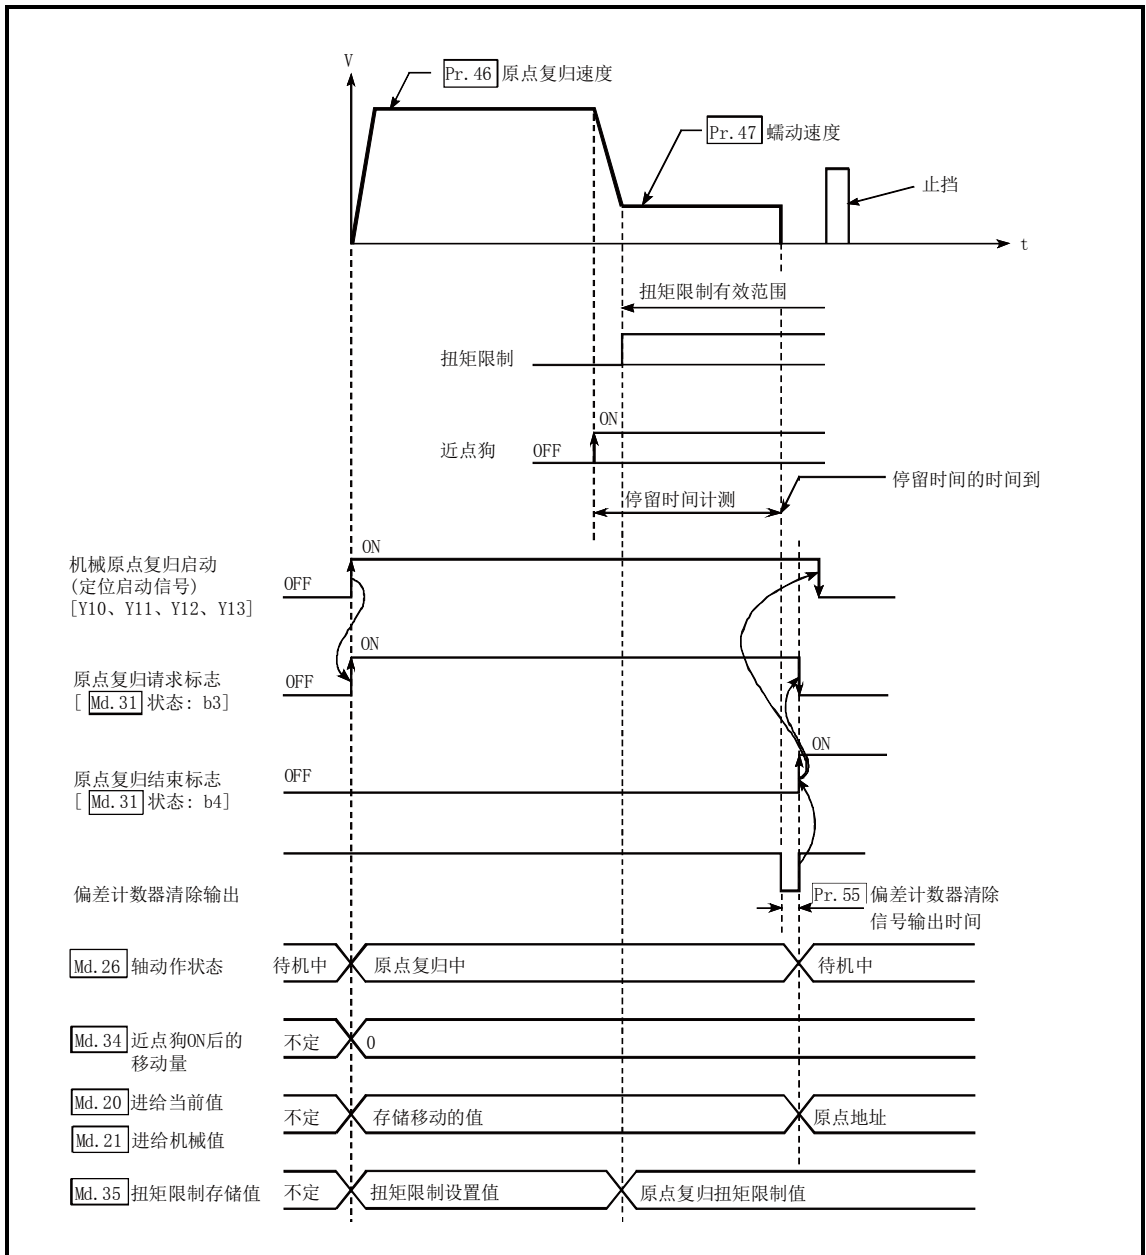 V
Pr.46 原点复归速度
Pr.47 蠕动速度
止挡
t
扭矩限制有效范围
扭矩限制
ON
近点狗 OFF
停留时间的时间到
停留时间计测
ON
机械原点复归启动
(定位启动信号)
[Y10、Y11、Y12、Y13]
OFF
ON
原点复归请求标志
[ Md.31 状态: b3]
OFF
ON
原点复归结束标志
[ Md.31 状态: b4]
OFF
偏差计数器清除输出
Pr.55 偏差计数器清除
信号输出时间
Md.26 轴动作状态 待机中 原点复归中 待机中
Md.34 近点狗ON后的
移动量
不定 0
Md.20 进给当前值
Md.21 进给机械值
不定 存储移动的值 原点地址
Md.35 扭矩限制存储值 不定 扭矩限制设置值 原点复归扭矩限制值